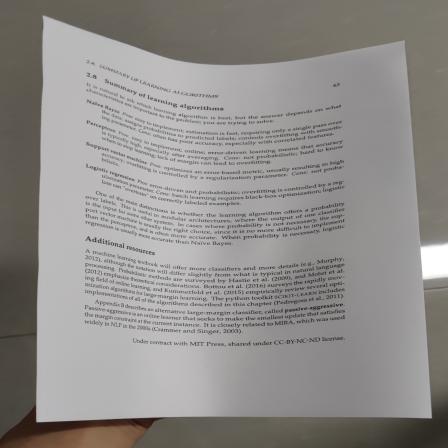 2.8 SUMMARY OF LEARNING ALGORITHMS 63
2.8 Summary of learning algorithms
It is natural to ask which learning algorithm is best, but the answer depends on what
characteristics are important to the problem you are trying to solve.
Naïve Bayes Pros: easy to implement; estimation is fast, requiring only a single pass over
the data; assigns probabilities to predicted labels; controls overfitting with smooth-
ing parameter. Cons: often has poor accuracy, especially with correlated features.
Perceptron Pros: easy to implement; online; error-driven learning means that accuracy
is typically high, especially after averaging. Cons: not probabilistic; hard to know
when to stop learning; lack of margin can lead to overfitting.
Support vector machine Pros: optimizes an error-based metric, usually resulting in high
accuracy; overfitting is controlled by a regularization parameter. Cons: not proba-
bilistic.
Logistic regression Pros: error-driven and probabilistic; overfitting is controlled by a reg-
ularization parameter. Cons: batch learning requires black-box optimization; logistic
loss can "overtrain" on correctly labeled examples.
One of the main distinctions is whether the learning algorithm offers a probability
over labels. This is useful in modular architectures, where the output of one classifier
is the input for some other system. In cases where probability is not necessary, the sup-
port vector machine is usually the right choice, since it is no more difficult to implement
than the perceptron, and is often more accurate. When probability is necessary, logistic
regression is usually more accurate than Naïve Bayes.
Additional resources
A machine learning textbook will offer more classifiers and more details (e.g., Murphy,
2012), although the notation will differ slightly from what is typical in natural language
processing. Probabilistic methods are surveyed by Hastie et al. (2009), and Mohri et al.
(2012) emphasize theoretical considerations. Bottou et al. (2016) surveys the rapidly mov-
ing field of online learning, and Kummerfeld et al. (2015) empirically review several opti-
mization algorithms for large-margin learning. The python toolkit SCIKIT-LEARN includes
implementations of all of the algorithms described in this chapter (Pedregosa et al., 2011).
Appendix B describes an alternative large-margin classifier, called passive-aggressive.
Passive-aggressive is an online learner that seeks to make the smallest update that satisfies
the margin constraint at the current instance. It is closely related to MIRA, which was used
widely in NLP in the 2000s (Crammer and Singer, 2003).
Under contract with MIT Press, shared under CC-BY-NC-ND license.